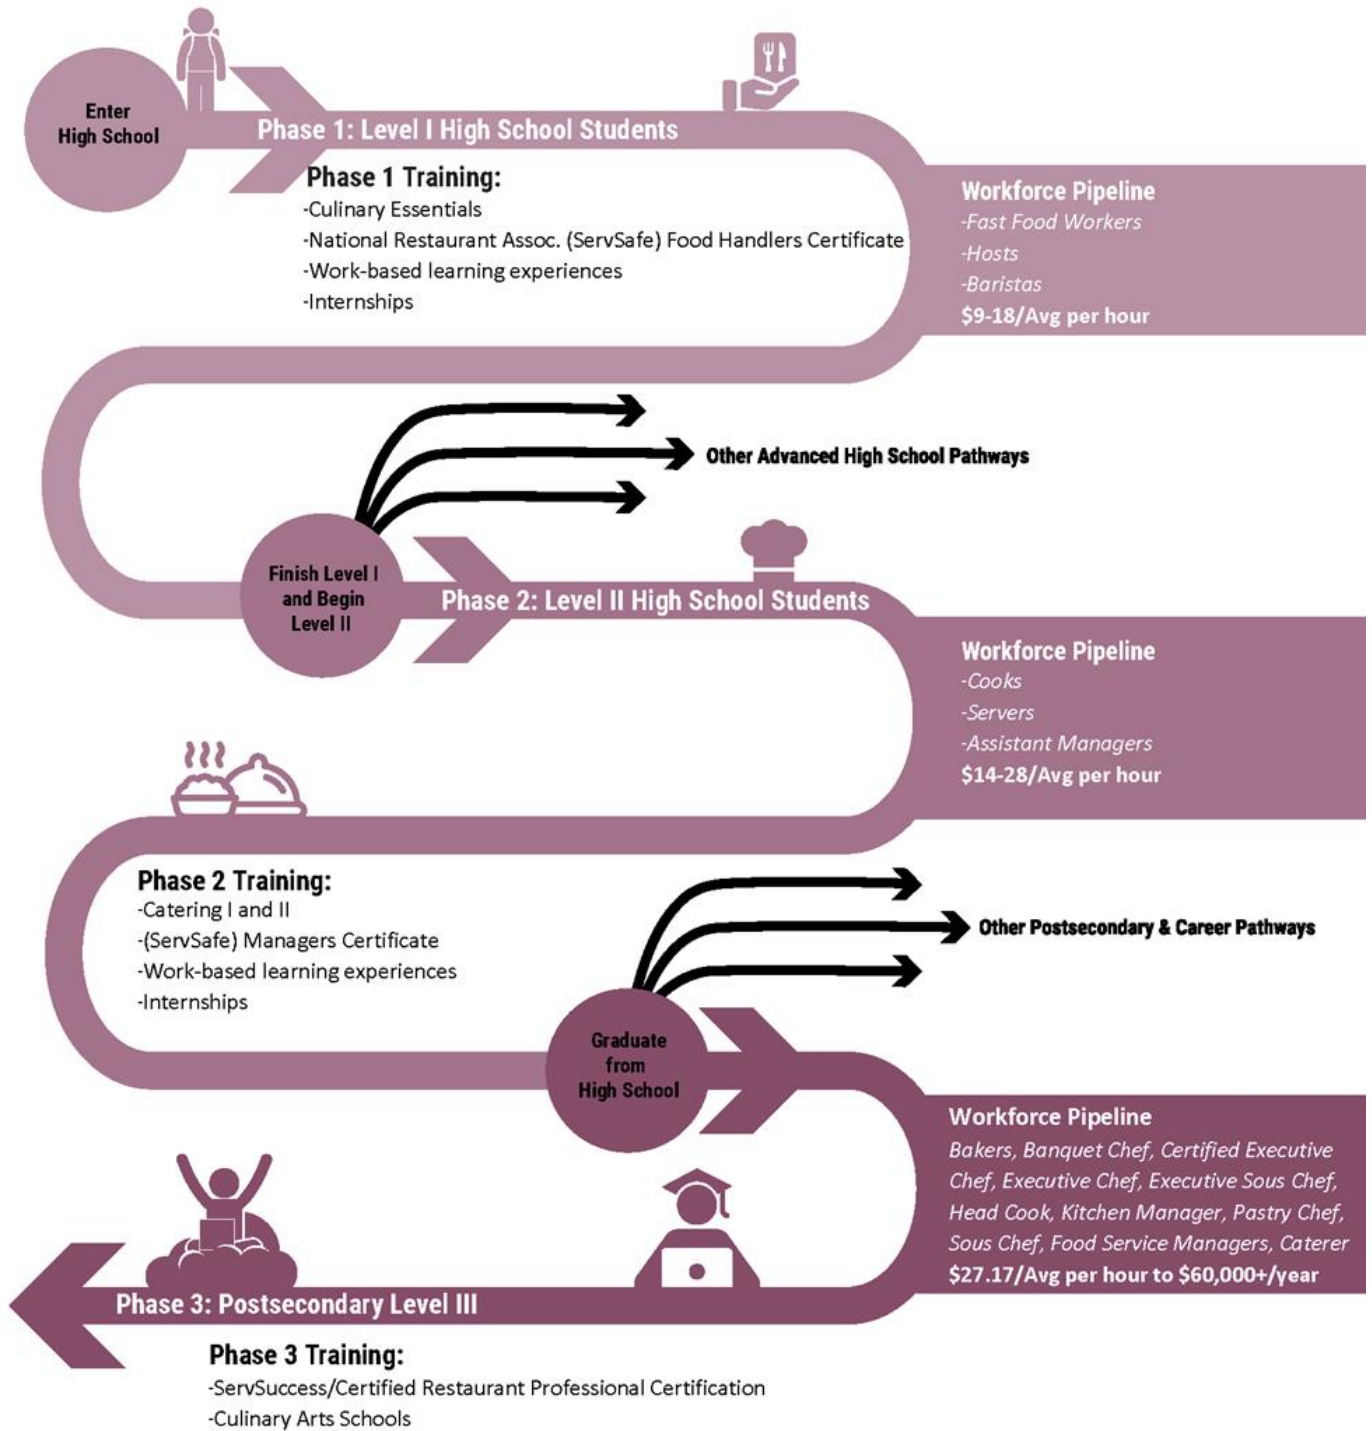 Enter
High School
Phase 1: Level I High School Students
Phase 1 Training:
-Culinary Essentials
-National Restaurant Assoc. (ServSafe) Food Handlers Certificate
-Work-based learning experiences
-Internships
Workforce Pipeline
-Fast Food Workers
-Hosts
-Baristas
$9-18/Avg per hour
Other Advanced High School Pathways
Finish Level I
and Begin
Level II
Phase 2: Level II High School Students
Workforce Pipeline
-Cooks
-Servers
-Assistant Managers
$14-28/Avg per hour
Phase 2 Training:
-Catering I and II
-(ServSafe) Managers Certificate
-Work-based learning experiences
-Internships
Other Postsecondary & Career Pathways
Graduate
from
High School
Workforce Pipeline
Bakers, Banquet Chef, Certified Executive
Chef, Executive Chef, Executive Sous Chef,
Head Cook, Kitchen Manager, Pastry Chef,
Sous Chef, Food Service Managers, Caterer
$27.17/Avg per hour to $60,000+/year
Phase 3: Postsecondary Level III
Phase 3 Training:
-ServSuccess/Certified Restaurant Professional Certification
-Culinary Arts Schools